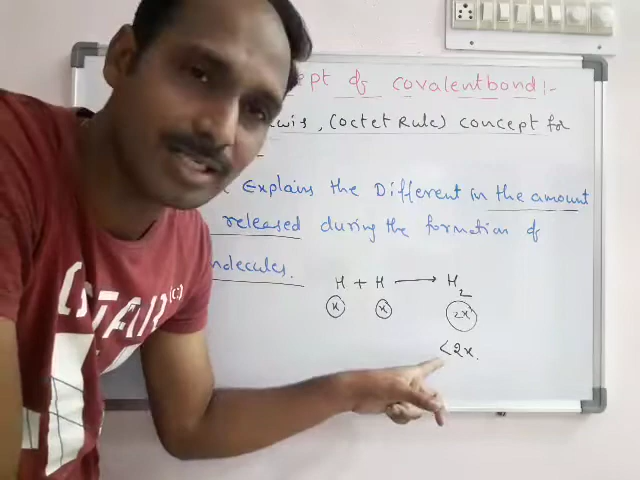 ept of covalentbond :-
wis, (octet Rule) concept for
Explains the Different in the amount
released during the formation of
molecules.
H + H → H2
x x 2x
<2x.